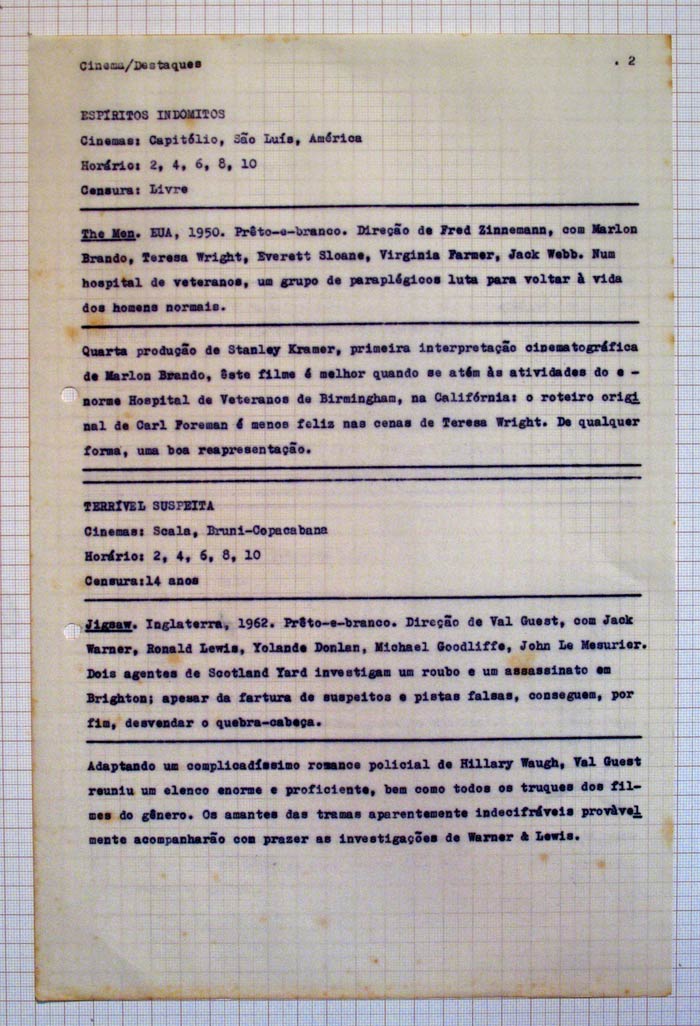 Cinema/Destaques . 2
ESPÍRITOS INDÔMITOS
Cinemas: Capitólio, São Luís, América
Horário: 2, 4, 6, 8, 10
Censura: Livre
The Men. EUA, 1950. Prêto-e-branco. Direção de Fred Zinnemann, com Marlon
Brando, Teresa Wright, Everett Sloane, Virginia Farmer, Jack Webb. Num
hospital de veteranos, um grupo de paraplégicos luta para voltar à vida
dos homens normais.
Quarta produção de Stanley Kramer, primeira interpretação cinematográfica
de Marlon Brando, êste filme é melhor quando se atém às atividades do e -
norme Hospital de Veteranos de Birmingham, na Califórnia: o roteiro origi
nal de Carl Foreman é menos feliz nas cenas de Teresa Wright. De qualquer
forma, uma boa reapresentação.
TERRÍVEL SUSPEITA
Cinemas: Scala, Bruni-Copacabana
Horário: 2, 4, 6, 8, 10
Censura:14 anos
Jigsaw. Inglaterra, 1962. Prêto-e-branco. Direção de Val Guest, com Jack
Warner, Ronald Lewis, Yolande Donlan, Michael Goodliffe, John Le Mesurier.
Dois agentes de Scotland Yard investigam um roubo e um assassinato em
Brighton; apesar da fartura de suspeitos e pistas falsas, conseguem, por
fim, desvendar o quebra-cabeça.
Adaptando um complicadíssimo romance policial de Hillary Waugh, Val Guest
reuniu um elenco enorme e proficiente, bem como todos os truques dos fil-
mes do gênero. Os amantes das tramas aparentemente indecifráveis provàvel
mente acompanharão com prazer as investigações de Warner & Lewis.